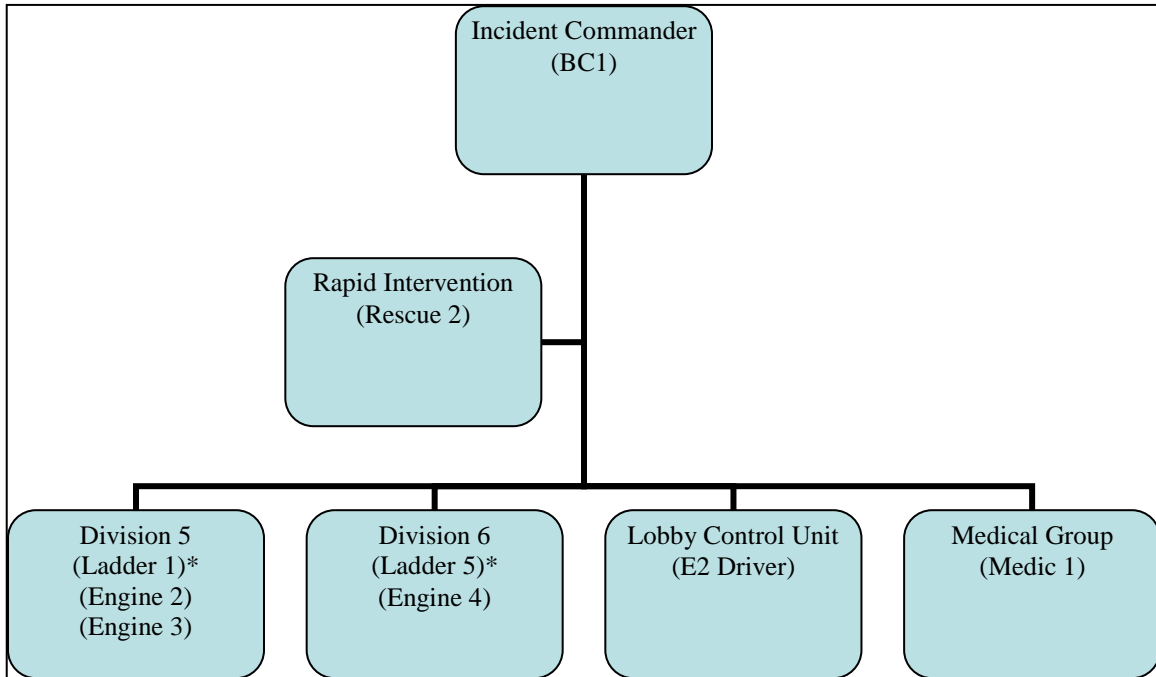 Incident Commander
(BC1)
Rapid Intervention
(Rescue 2)
Division 5
(Ladder 1)*
(Engine 2)
(Engine 3)
Division 6
(Ladder 5)*
(Engine 4)
Lobby Control Unit
(E2 Driver)
Medical Group
(Medic 1)